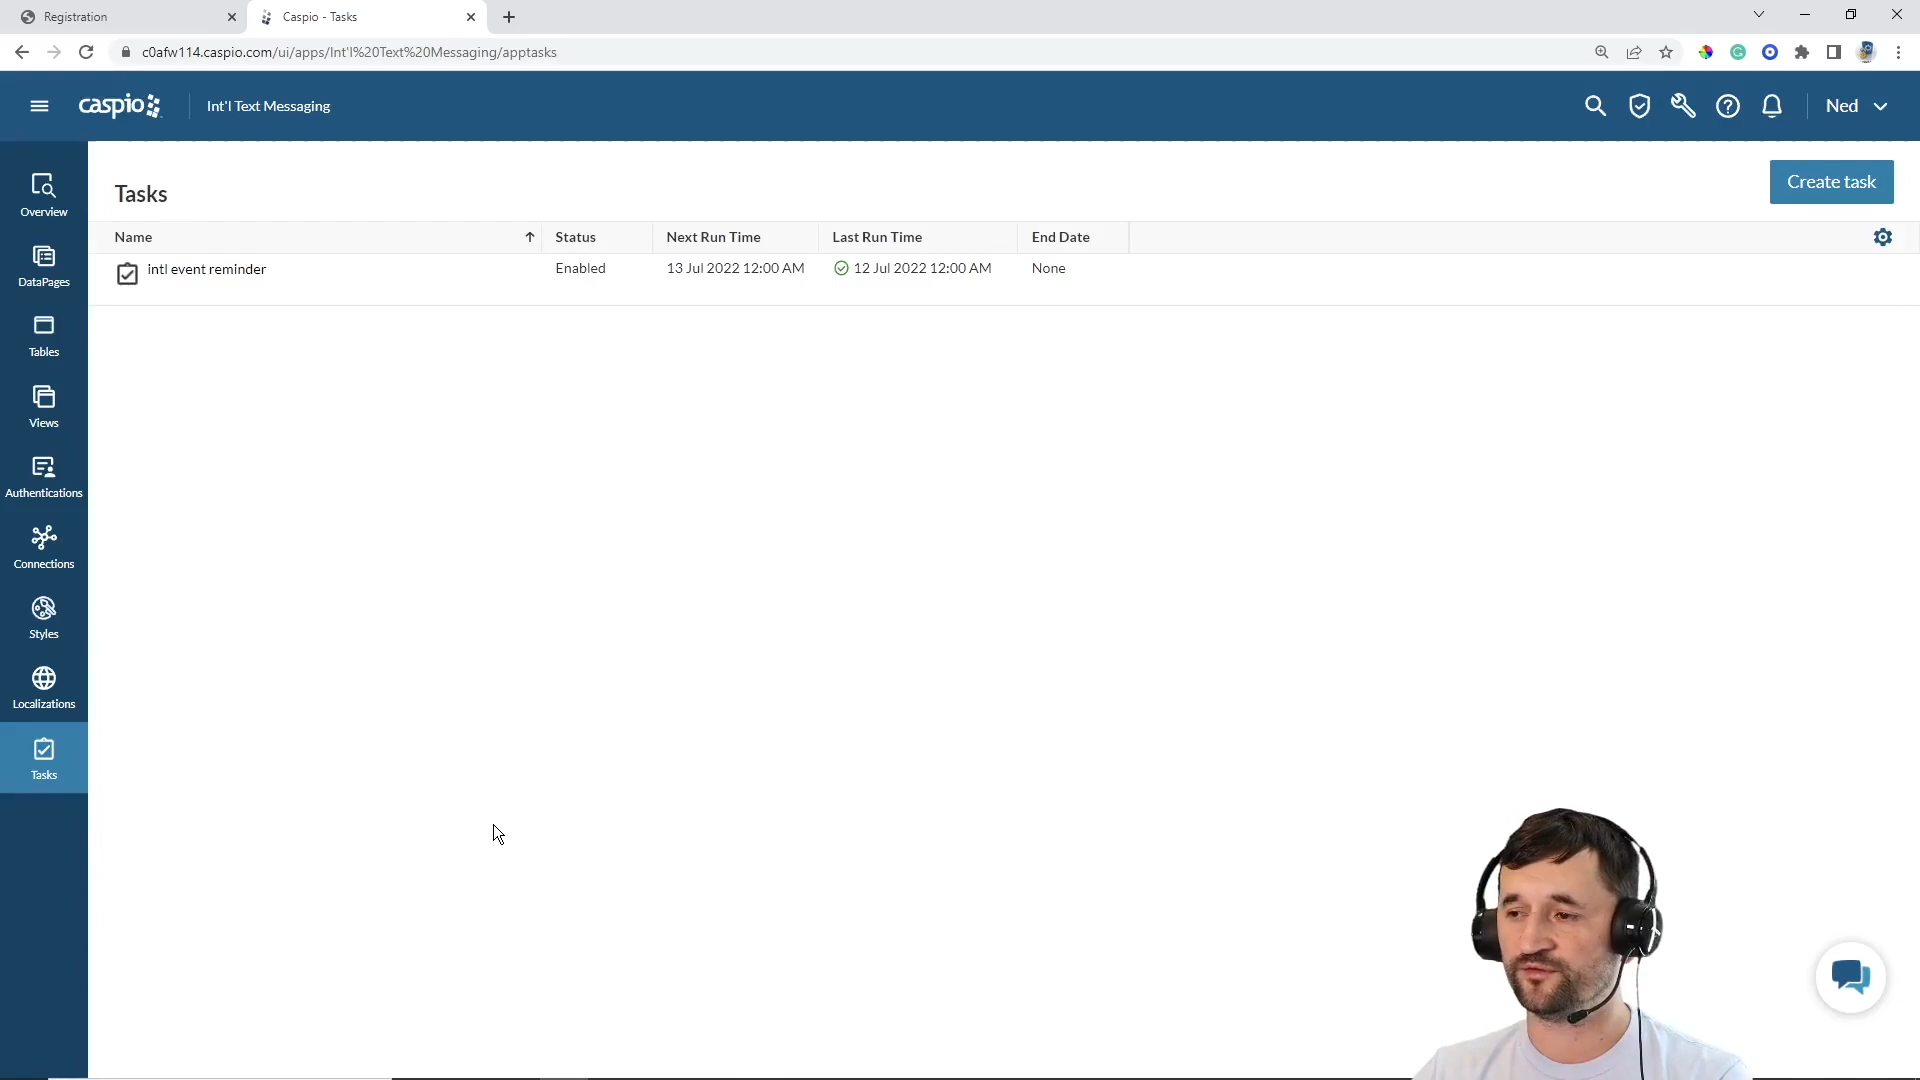 Registration
Caspio - Tasks
c0afw114.caspio.com/ui/apps/Int'l%20Text%20Messaging/apptasks
caspio
Int'l Text Messaging
Ned
Overview
DataPages
Tables
Views
Authentications
Connections
Styles
Localizations
Tasks
Tasks
Create task
Name Status Next Run Time Last Run Time End Date
intl event reminder Enabled 13 Jul 2022 12:00 AM 12 Jul 2022 12:00 AM None